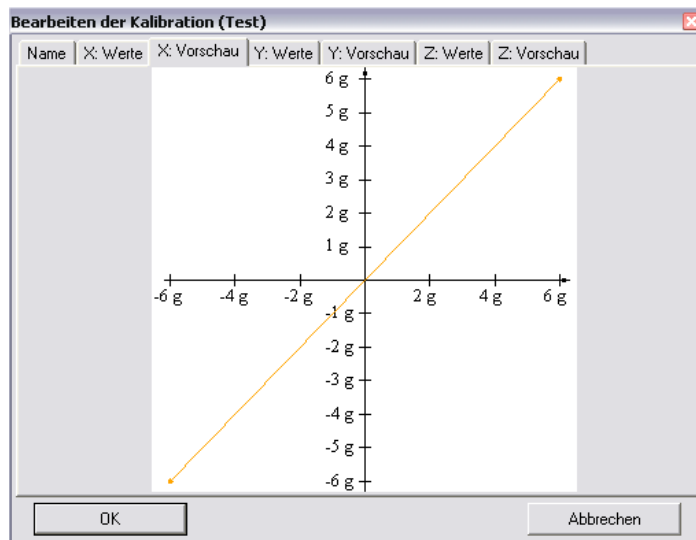 Bearbeiten der Kalibration (Test)
Name X: Werte X: Vorschau Y: Werte Y: Vorschau Z: Werte Z: Vorschau
6 g
5 g
4 g
3 g
2 g
1 g
-6 g -4 g -2 g 2 g 4 g 6 g
-1 g
-2 g
-3 g
-4 g
-5 g
-6 g
OK Abbrechen